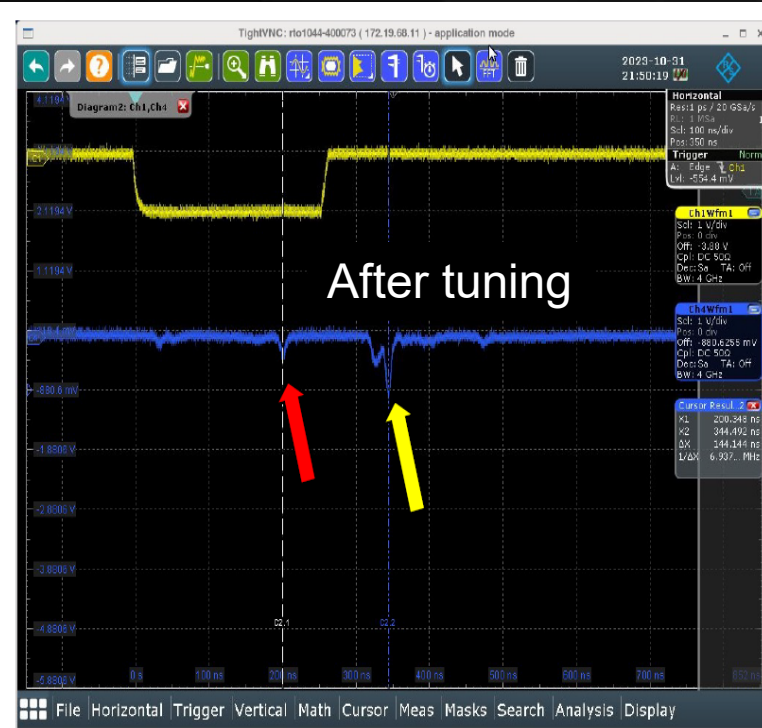 TightVNC: rto1044-400073 ( 172.19.68.11 ) - application mode
2023-10-31
21:50:19
4.1194
Diagram2: Ch1,Ch4
C1
2.1194 V
1.1194 V
After tuning
-880.6 mV
-1.8806 V
-2.8806 V
-3.8806 V
-4.8806 V
-5.8806 V
C2.1
C2.2
0 s
100 ns
200 ns
300 ns
400 ns
500 ns
600 ns
700 ns
Horizontal
Res:1 ps / 20 GSa/s
RL: 1 MSa
Scl: 100 ns/div
Pos:350 ns
Trigger Norm
A: Edge Ch1
Lvl: -554.4 mV
Ch1Wfm1
Scl: 1 V/div
Pos: 0 div
Off: -3.88 V
Cpl: DC 50Ω
Dec:Sa TA: Off
BW: 4 GHz
Ch4Wfm1
Scl: 1 V/div
Pos: 0 div
Off: -880.6255 mV
Cpl: DC 50Ω
Dec:Sa TA: Off
BW: 4 GHz
Cursor Resul...2
X1 200.348 ns
X2 344.492 ns
ΔX 144.144 ns
1/ΔX 6.937... MHz
File Horizontal Trigger Vertical Math Cursor Meas Masks Search Analysis Display